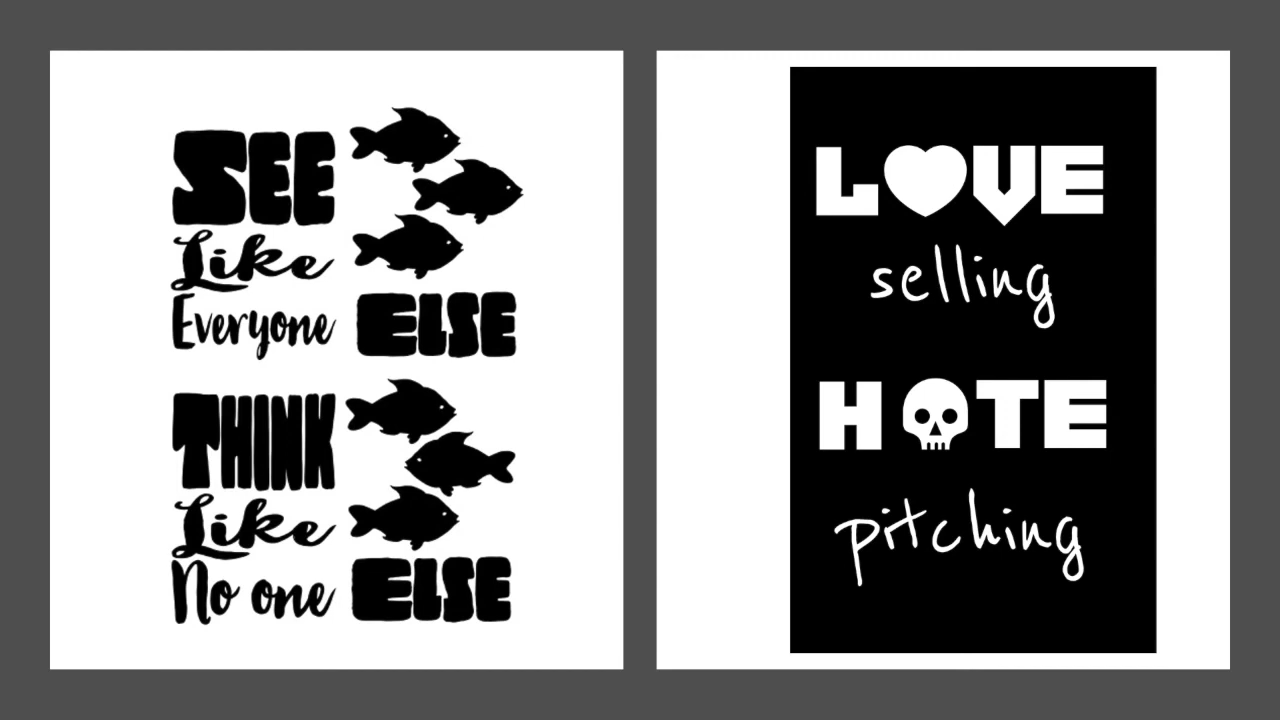 SEE
Like
Everyone ELSE
THINK
Like
No one ELSE
LOVE
selling
HATE
pitching